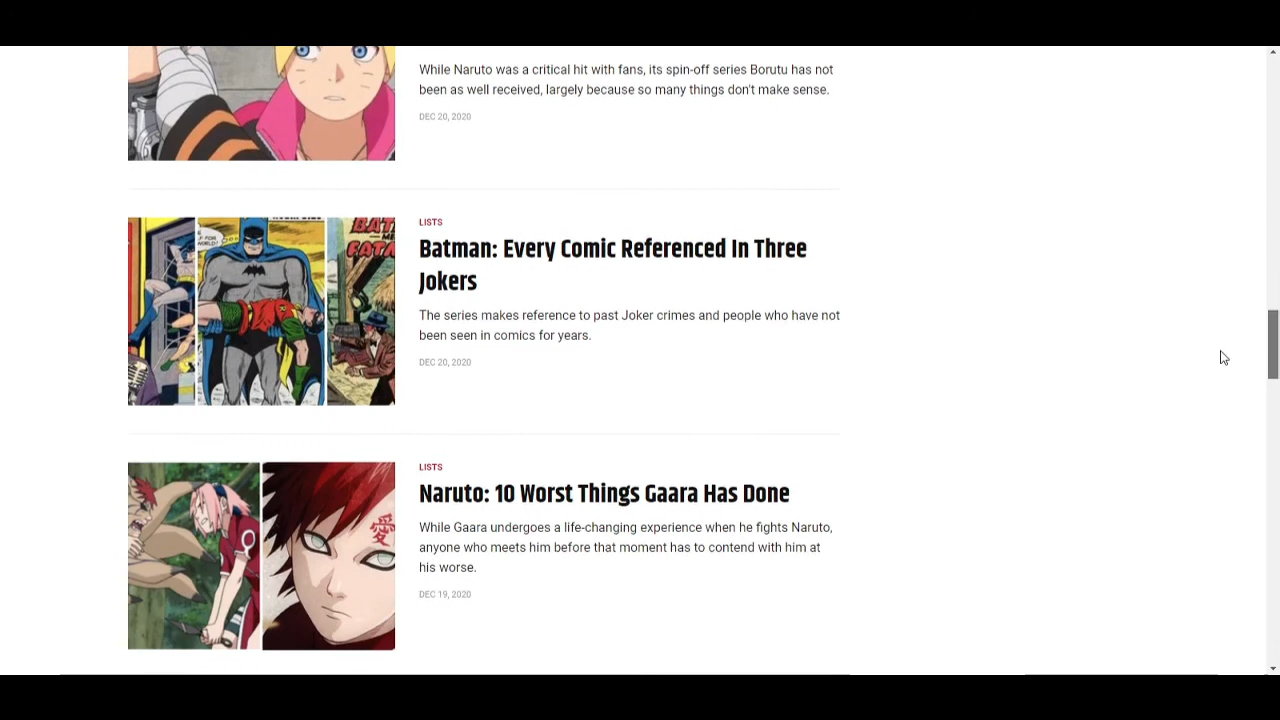 While Naruto was a critical hit with fans, its spin-off series Borutu has not
been as well received, largely because so many things don't make sense.
DEC 20, 2020
LISTS
Batman: Every Comic Referenced In Three
Jokers
The series makes reference to past Joker crimes and people who have not
been seen in comics for years.
DEC 20, 2020
LISTS
Naruto: 10 Worst Things Gaara Has Done
While Gaara undergoes a life-changing experience when he fights Naruto,
anyone who meets him before that moment has to contend with him at
his worse.
DEC 19, 2020
愛